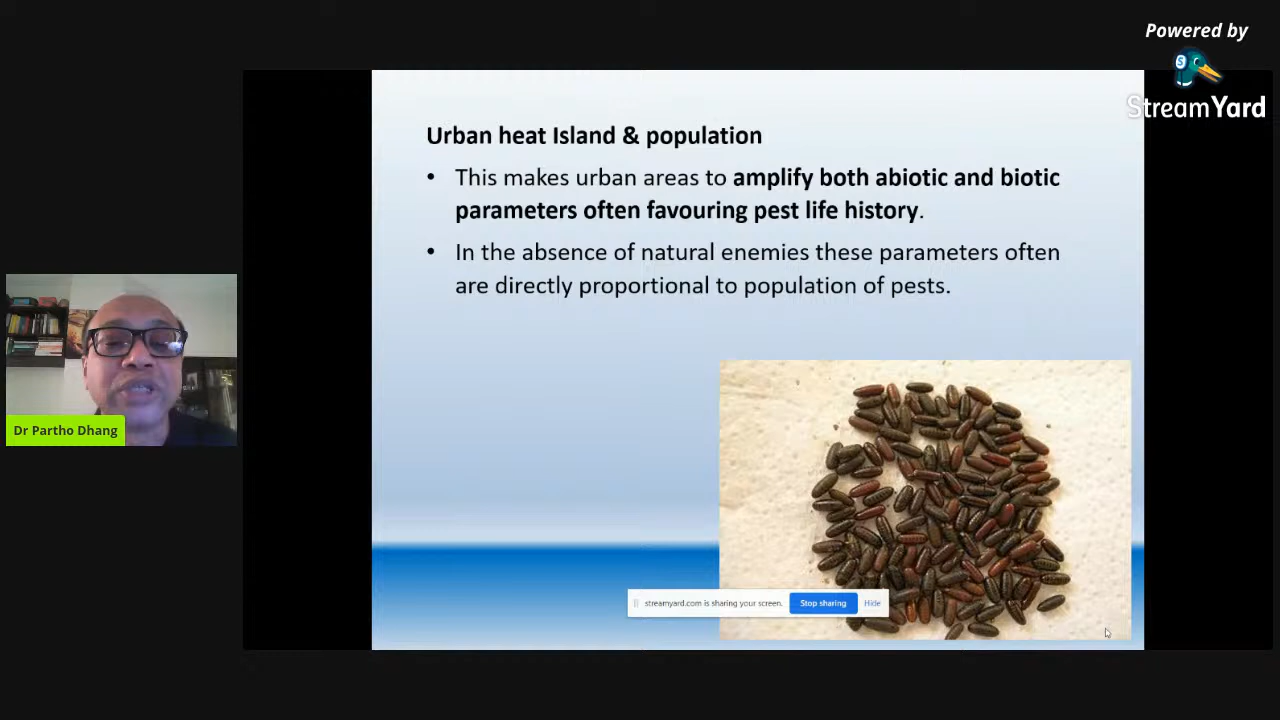 Powered by
StreamYard
Urban heat Island & population
• This makes urban areas to amplify both abiotic and biotic
parameters often favouring pest life history.
• In the absence of natural enemies these parameters often
are directly proportional to population of pests.
Dr Partho Dhang
streamyard.com is sharing your screen. Stop sharing Hide